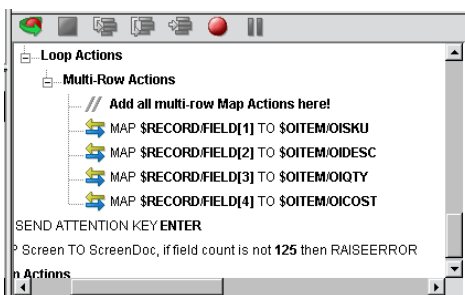 Loop Actions
Multi-Row Actions
// Add all multi-row Map Actions here!
MAP $RECORD/FIELD[1] TO $OITEM/OISKU
MAP $RECORD/FIELD[2] TO $OITEM/OIDESC
MAP $RECORD/FIELD[3] TO $OITEM/OIQTY
MAP $RECORD/FIELD[4] TO $OITEM/OICOST
SEND ATTENTION KEY ENTER
P Screen TO ScreenDoc, if field count is not 125 then RAISEERROR
n Actions